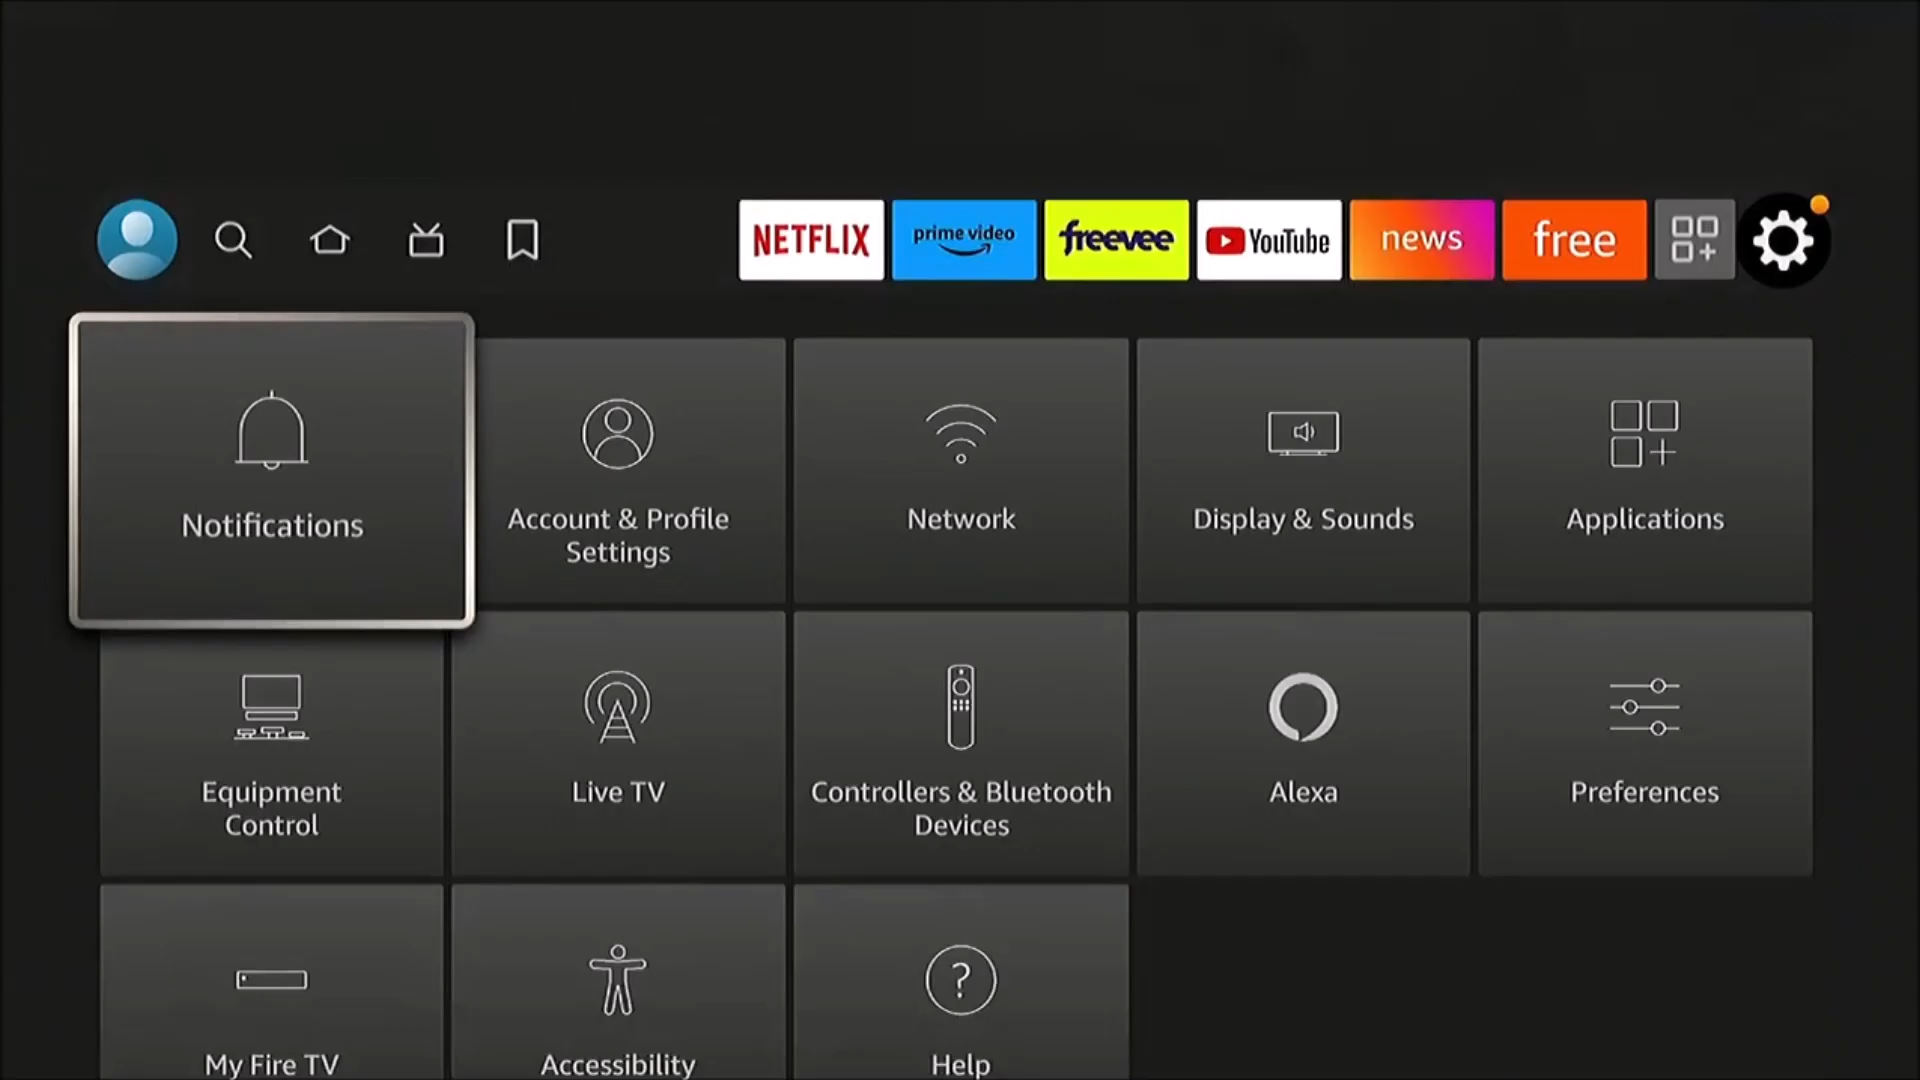 NETFLIX
prime video
freevee
YouTube
news
free
Notifications
Account & Profile
Settings
Network
Display & Sounds
Applications
Equipment
Control
Live TV
Controllers & Bluetooth
Devices
Alexa
Preferences
My Fire TV
Accessibility
Help